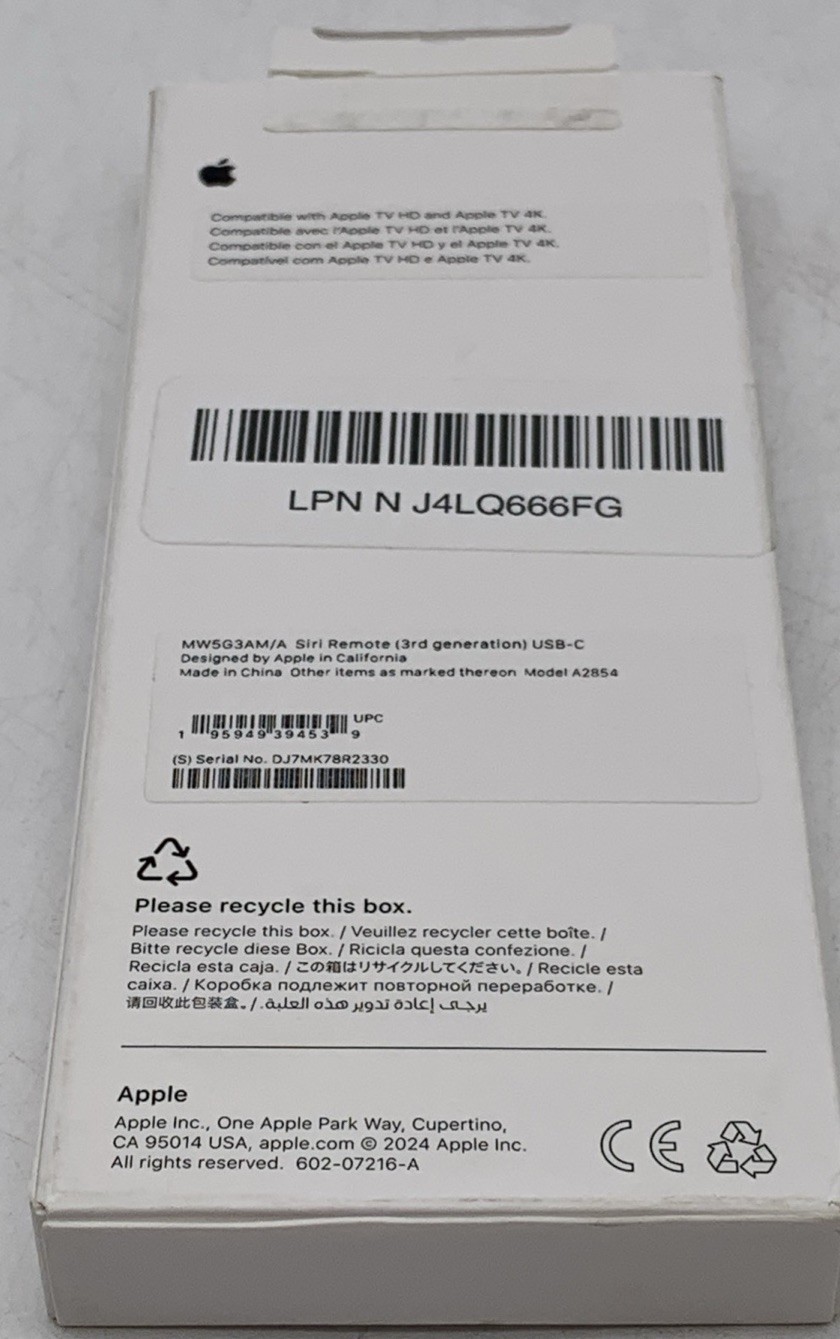 Compatible with Apple TV HD and Apple TV 4K.
Compatible avec l'Apple TV HD et l'Apple TV 4K.
Compatible con el Apple TV HD y el Apple TV 4K.
Compatível com Apple TV HD e Apple TV 4K.
LPN N J4LQ666FG
MW5G3AM/A Siri Remote (3rd generation) USB-C
Designed by Apple in California
Made in China Other items as marked thereon Model A2854
UPC
1 95949 39453 9
(S) Serial No. DJ7MK78R2330
Please recycle this box.
Please recycle this box. / Veuillez recycler cette boîte. /
Bitte recycle diese Box. / Ricicla questa confezione. /
Recicla esta caja. / この箱はリサイクルしてください。/ Recicle esta
caixa. / Коробка подлежит повторной переработке. /
请回收此包装盒。/ .يرجى إعادة تدوير هذه العلبة
Apple
Apple Inc., One Apple Park Way, Cupertino,
CA 95014 USA, apple.com © 2024 Apple Inc.
All rights reserved. 602-07216-A
CE